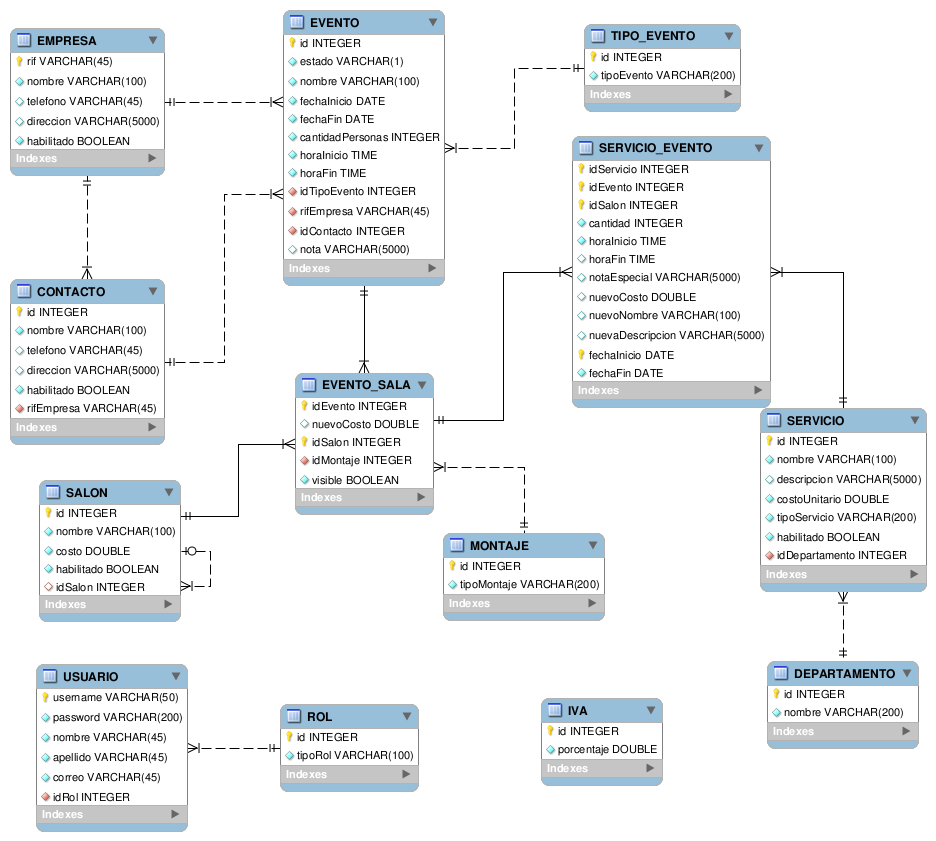 EMPRESA
rif VARCHAR(45)
nombre VARCHAR(100)
telefono VARCHAR(45)
direccion VARCHAR(5000)
habilitado BOOLEAN
Indexes
EVENTO
id INTEGER
estado VARCHAR(1)
nombre VARCHAR(100)
fechaInicio DATE
fechaFin DATE
cantidadPersonas INTEGER
horaInicio TIME
horaFin TIME
idTipoEvento INTEGER
rifEmpresa VARCHAR(45)
idContacto INTEGER
nota VARCHAR(5000)
Indexes
TIPO_EVENTO
id INTEGER
tipoEvento VARCHAR(200)
Indexes
SERVICIO_EVENTO
idServicio INTEGER
idEvento INTEGER
idSalon INTEGER
cantidad INTEGER
horaInicio TIME
horaFin TIME
notaEspecial VARCHAR(5000)
nuevoCosto DOUBLE
nuevoNombre VARCHAR(100)
nuevaDescripcion VARCHAR(5000)
fechaInicio DATE
fechaFin DATE
Indexes
CONTACTO
id INTEGER
nombre VARCHAR(100)
telefono VARCHAR(45)
direccion VARCHAR(5000)
habilitado BOOLEAN
rifEmpresa VARCHAR(45)
Indexes
EVENTO_SALA
idEvento INTEGER
nuevoCosto DOUBLE
idSalon INTEGER
idMontaje INTEGER
visible BOOLEAN
Indexes
SERVICIO
id INTEGER
nombre VARCHAR(100)
descripcion VARCHAR(5000)
costoUnitario DOUBLE
tipoServicio VARCHAR(200)
habilitado BOOLEAN
idDepartamento INTEGER
Indexes
SALON
id INTEGER
nombre VARCHAR(100)
costo DOUBLE
habilitado BOOLEAN
idSalon INTEGER
Indexes
MONTAJE
id INTEGER
tipoMontaje VARCHAR(200)
Indexes
USUARIO
username VARCHAR(50)
password VARCHAR(200)
nombre VARCHAR(45)
apellido VARCHAR(45)
correo VARCHAR(45)
idRol INTEGER
Indexes
ROL
id INTEGER
tipoRol VARCHAR(100)
Indexes
IVA
id INTEGER
porcentaje DOUBLE
Indexes
DEPARTAMENTO
id INTEGER
nombre VARCHAR(200)
Indexes